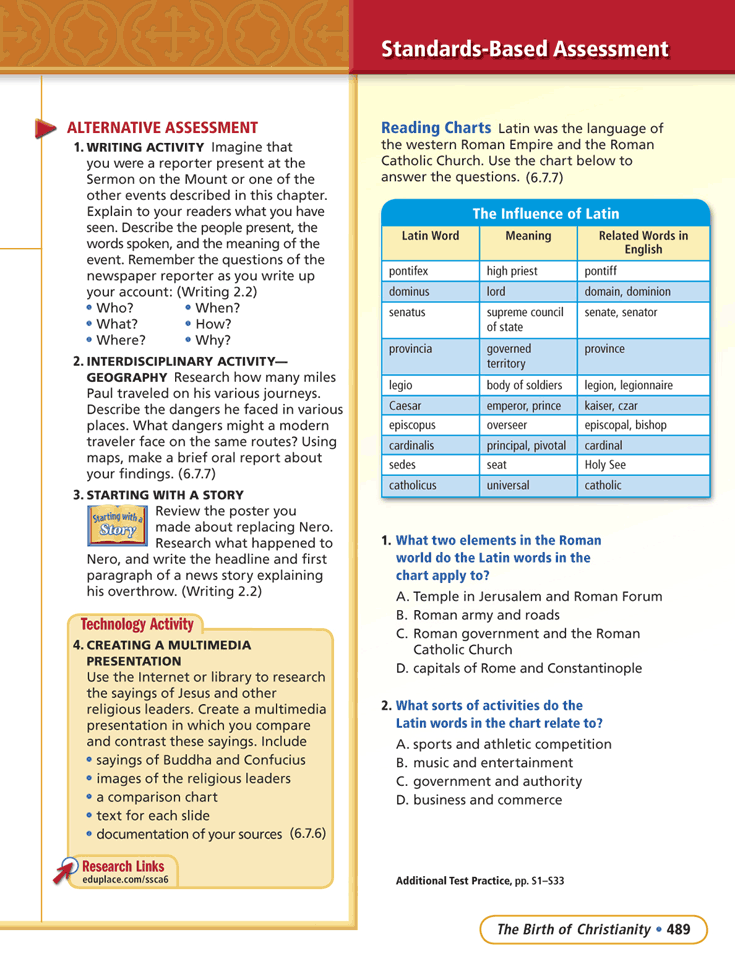 Standards-Based Assessment
ALTERNATIVE ASSESSMENT
1. WRITING ACTIVITY Imagine that
you were a reporter present at the
Sermon on the Mount or one of the
other events described in this chapter.
Explain to your readers what you have
seen. Describe the people present, the
words spoken, and the meaning of the
event. Remember the questions of the
newspaper reporter as you write up
your account: (Writing 2.2)
• Who? • When?
• What? • How?
• Where? • Why?
2. INTERDISCIPLINARY ACTIVITY—
GEOGRAPHY Research how many miles
Paul traveled on his various journeys.
Describe the dangers he faced in various
places. What dangers might a modern
traveler face on the same routes? Using
maps, make a brief oral report about
your findings. (6.7.7)
3. STARTING WITH A STORY
Starting with a
Story
Review the poster you
made about replacing Nero.
Research what happened to
Nero, and write the headline and first
paragraph of a news story explaining
his overthrow. (Writing 2.2)
Technology Activity
4. CREATING A MULTIMEDIA
PRESENTATION
Use the Internet or library to research
the sayings of Jesus and other
religious leaders. Create a multimedia
presentation in which you compare
and contrast these sayings. Include
• sayings of Buddha and Confucius
• images of the religious leaders
• a comparison chart
• text for each slide
• documentation of your sources (6.7.6)
Research Links
eduplace.com/ssca6
Reading Charts Latin was the language of
the western Roman Empire and the Roman
Catholic Church. Use the chart below to
answer the questions. (6.7.7)
The Influence of Latin
Latin Word Meaning Related Words in
English
pontifex high priest pontiff
dominus lord domain, dominion
senatus supreme council senate, senator
of state
provincia governed province
territory
legio body of soldiers legion, legionnaire
Caesar emperor, prince kaiser, czar
episcopus overseer episcopal, bishop
cardinalis principal, pivotal cardinal
sedes seat Holy See
catholicus universal catholic
1. What two elements in the Roman
world do the Latin words in the
chart apply to?
A. Temple in Jerusalem and Roman Forum
B. Roman army and roads
C. Roman government and the Roman
Catholic Church
D. capitals of Rome and Constantinople
2. What sorts of activities do the
Latin words in the chart relate to?
A. sports and athletic competition
B. music and entertainment
C. government and authority
D. business and commerce
Additional Test Practice, pp. S1–S33
The Birth of Christianity • 489